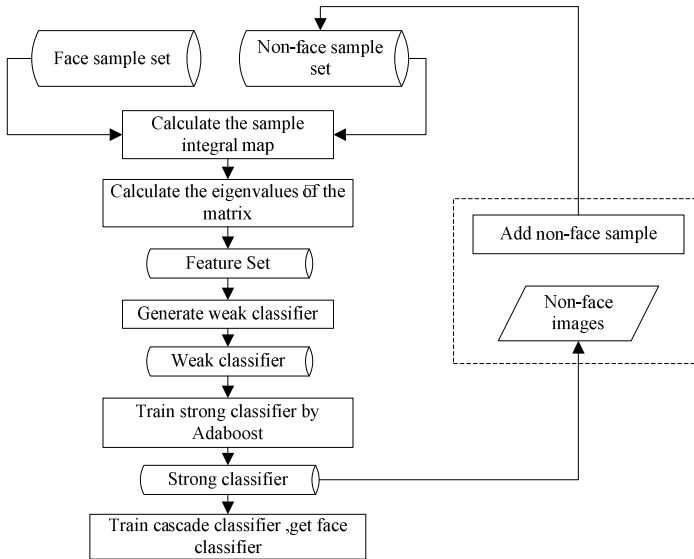 Face sample set
Non-face sample
set
Calculate the sample
integral map
Calculate the eigenvalues of the
matrix
Feature Set
Generate weak classifier
Weak classifier
Train strong classifier by
Adaboost
Strong classifier
Train cascade classifier ,get face
classifier
Add non-face sample
Non-face
images